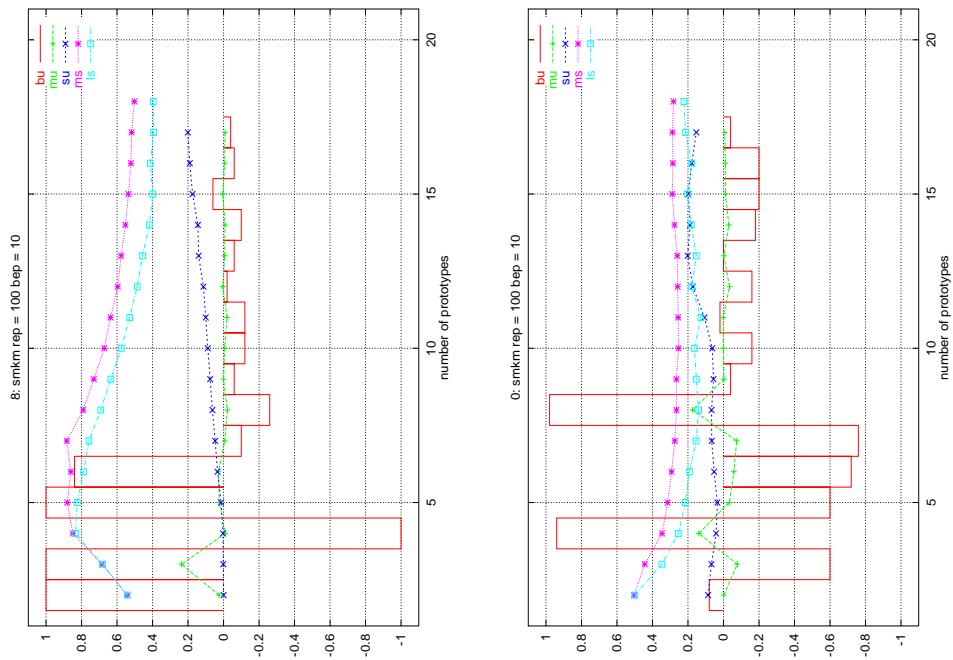 8: smkm rep = 100 bep = 10
bu
mu
su
ms
ls
1
0.8
0.6
0.4
0.2
0
-0.2
-0.4
-0.6
-0.8
-1
5
10
15
20
number of prototypes
0: smkm rep = 100 bep = 10
bu
mu
su
ms
ls
1
0.8
0.6
0.4
0.2
0
-0.2
-0.4
-0.6
-0.8
-1
5
10
15
20
number of prototypes